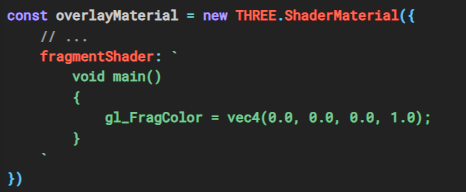 const overlayMaterial = new THREE.ShaderMaterial({
    // ...
    fragmentShader: `
        void main()
        {
            gl_FragColor = vec4(0.0, 0.0, 0.0, 1.0);
        }
    `
})